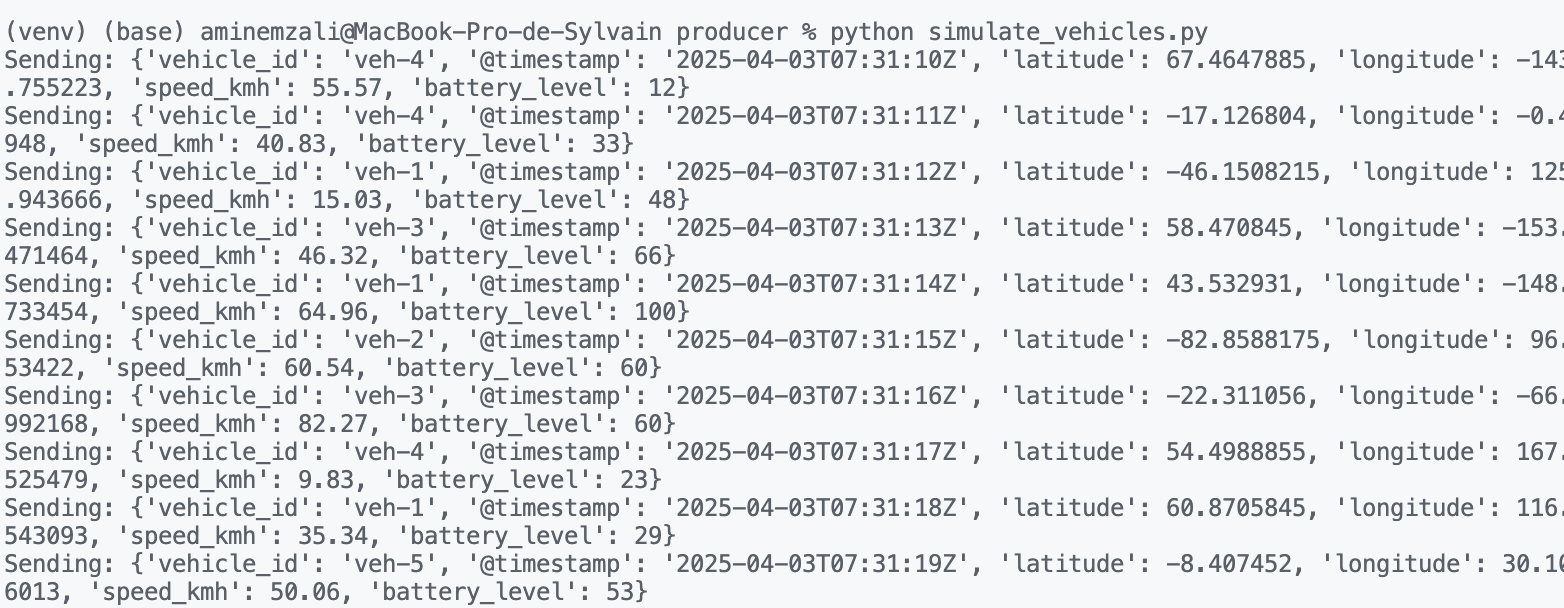 (venv) (base) aminemzali@MacBook-Pro-de-Sylvain producer % python simulate_vehicles.py
Sending: {'vehicle_id': 'veh-4', '@timestamp': '2025-04-03T07:31:10Z', 'latitude': 67.4647885, 'longitude': -143
.755223, 'speed_kmh': 55.57, 'battery_level': 12}
Sending: {'vehicle_id': 'veh-4', '@timestamp': '2025-04-03T07:31:11Z', 'latitude': -17.126804, 'longitude': -0.4
948, 'speed_kmh': 40.83, 'battery_level': 33}
Sending: {'vehicle_id': 'veh-1', '@timestamp': '2025-04-03T07:31:12Z', 'latitude': -46.1508215, 'longitude': 125
.943666, 'speed_kmh': 15.03, 'battery_level': 48}
Sending: {'vehicle_id': 'veh-3', '@timestamp': '2025-04-03T07:31:13Z', 'latitude': 58.470845, 'longitude': -153.
471464, 'speed_kmh': 46.32, 'battery_level': 66}
Sending: {'vehicle_id': 'veh-1', '@timestamp': '2025-04-03T07:31:14Z', 'latitude': 43.532931, 'longitude': -148.
733454, 'speed_kmh': 64.96, 'battery_level': 100}
Sending: {'vehicle_id': 'veh-2', '@timestamp': '2025-04-03T07:31:15Z', 'latitude': -82.8588175, 'longitude': 96.
53422, 'speed_kmh': 60.54, 'battery_level': 60}
Sending: {'vehicle_id': 'veh-3', '@timestamp': '2025-04-03T07:31:16Z', 'latitude': -22.311056, 'longitude': -66.
992168, 'speed_kmh': 82.27, 'battery_level': 60}
Sending: {'vehicle_id': 'veh-4', '@timestamp': '2025-04-03T07:31:17Z', 'latitude': 54.4988855, 'longitude': 167.
525479, 'speed_kmh': 9.83, 'battery_level': 23}
Sending: {'vehicle_id': 'veh-1', '@timestamp': '2025-04-03T07:31:18Z', 'latitude': 60.8705845, 'longitude': 116.
543093, 'speed_kmh': 35.34, 'battery_level': 29}
Sending: {'vehicle_id': 'veh-5', '@timestamp': '2025-04-03T07:31:19Z', 'latitude': -8.407452, 'longitude': 30.10
6013, 'speed_kmh': 50.06, 'battery_level': 53}